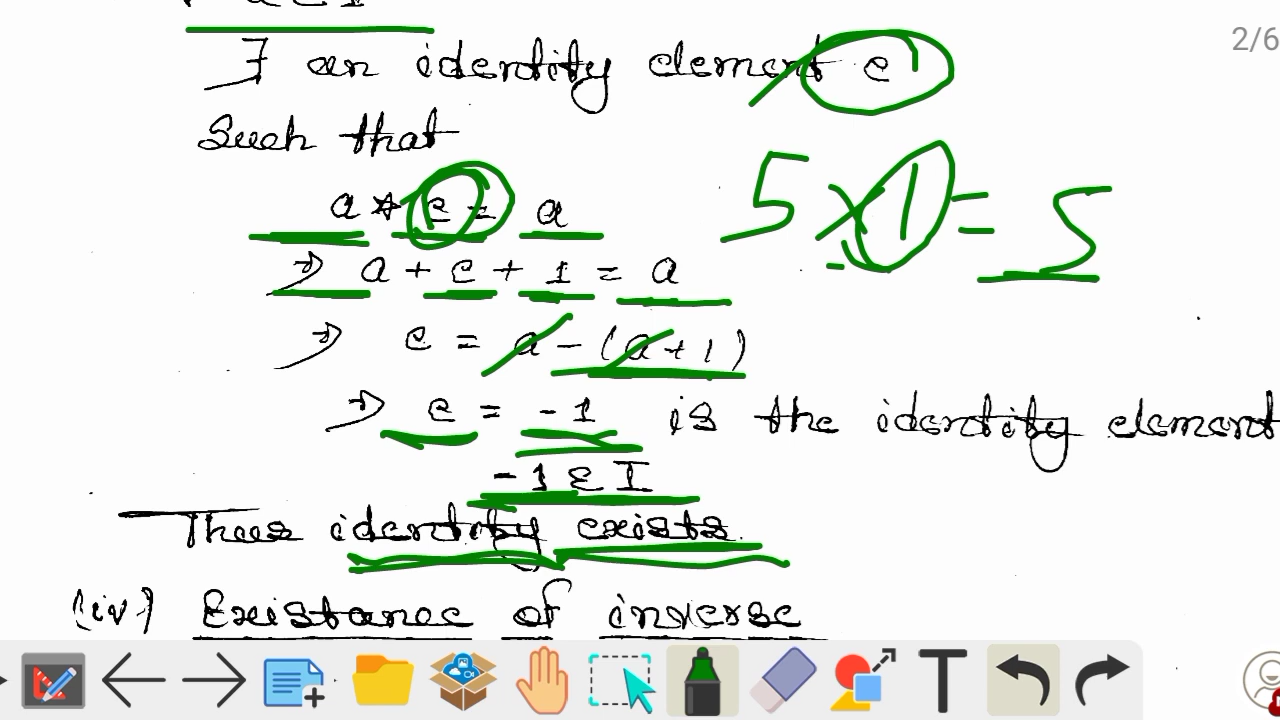 2/6
∃ an identity element e
Such that
a * e = a
5 × 1 = 5
⇒ a + e + 1 = a
⇒ e = a - (a + 1)
⇒ e = -1 is the identity element
-1 ε I
Thus identity exists.
(iv) Existance of inverse
T